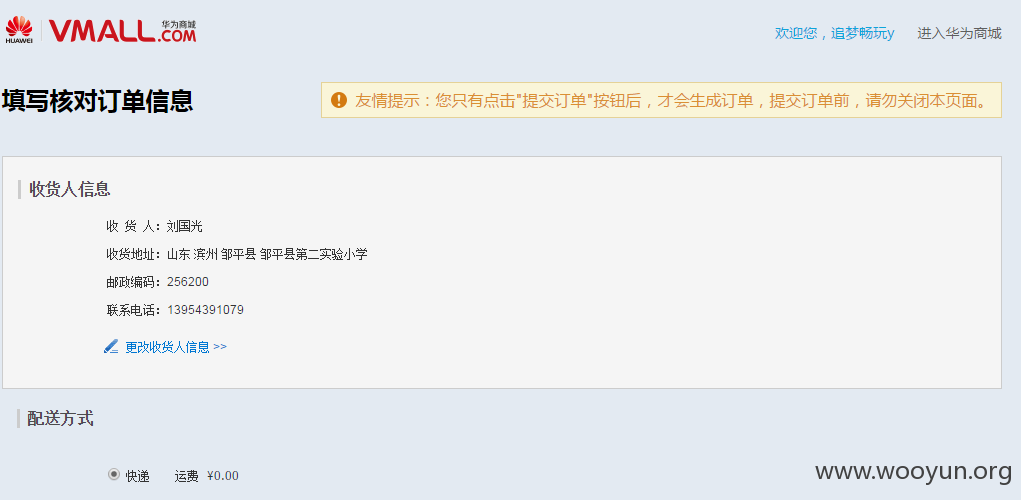 HUAWEI VMALL.COM 华为商城
欢迎您，追梦畅玩y 进入华为商城
填写核对订单信息
友情提示：您只有点击"提交订单"按钮后，才会生成订单，提交订单前，请勿关闭本页面。
收货人信息
收 货 人：刘国光
收货地址：山东 滨州 邹平县 邹平县第二实验小学
邮政编码：256200
联系电话：13954391079
更改收货人信息 >>
配送方式
快递 运费 ¥0.00
www.wooyun.org